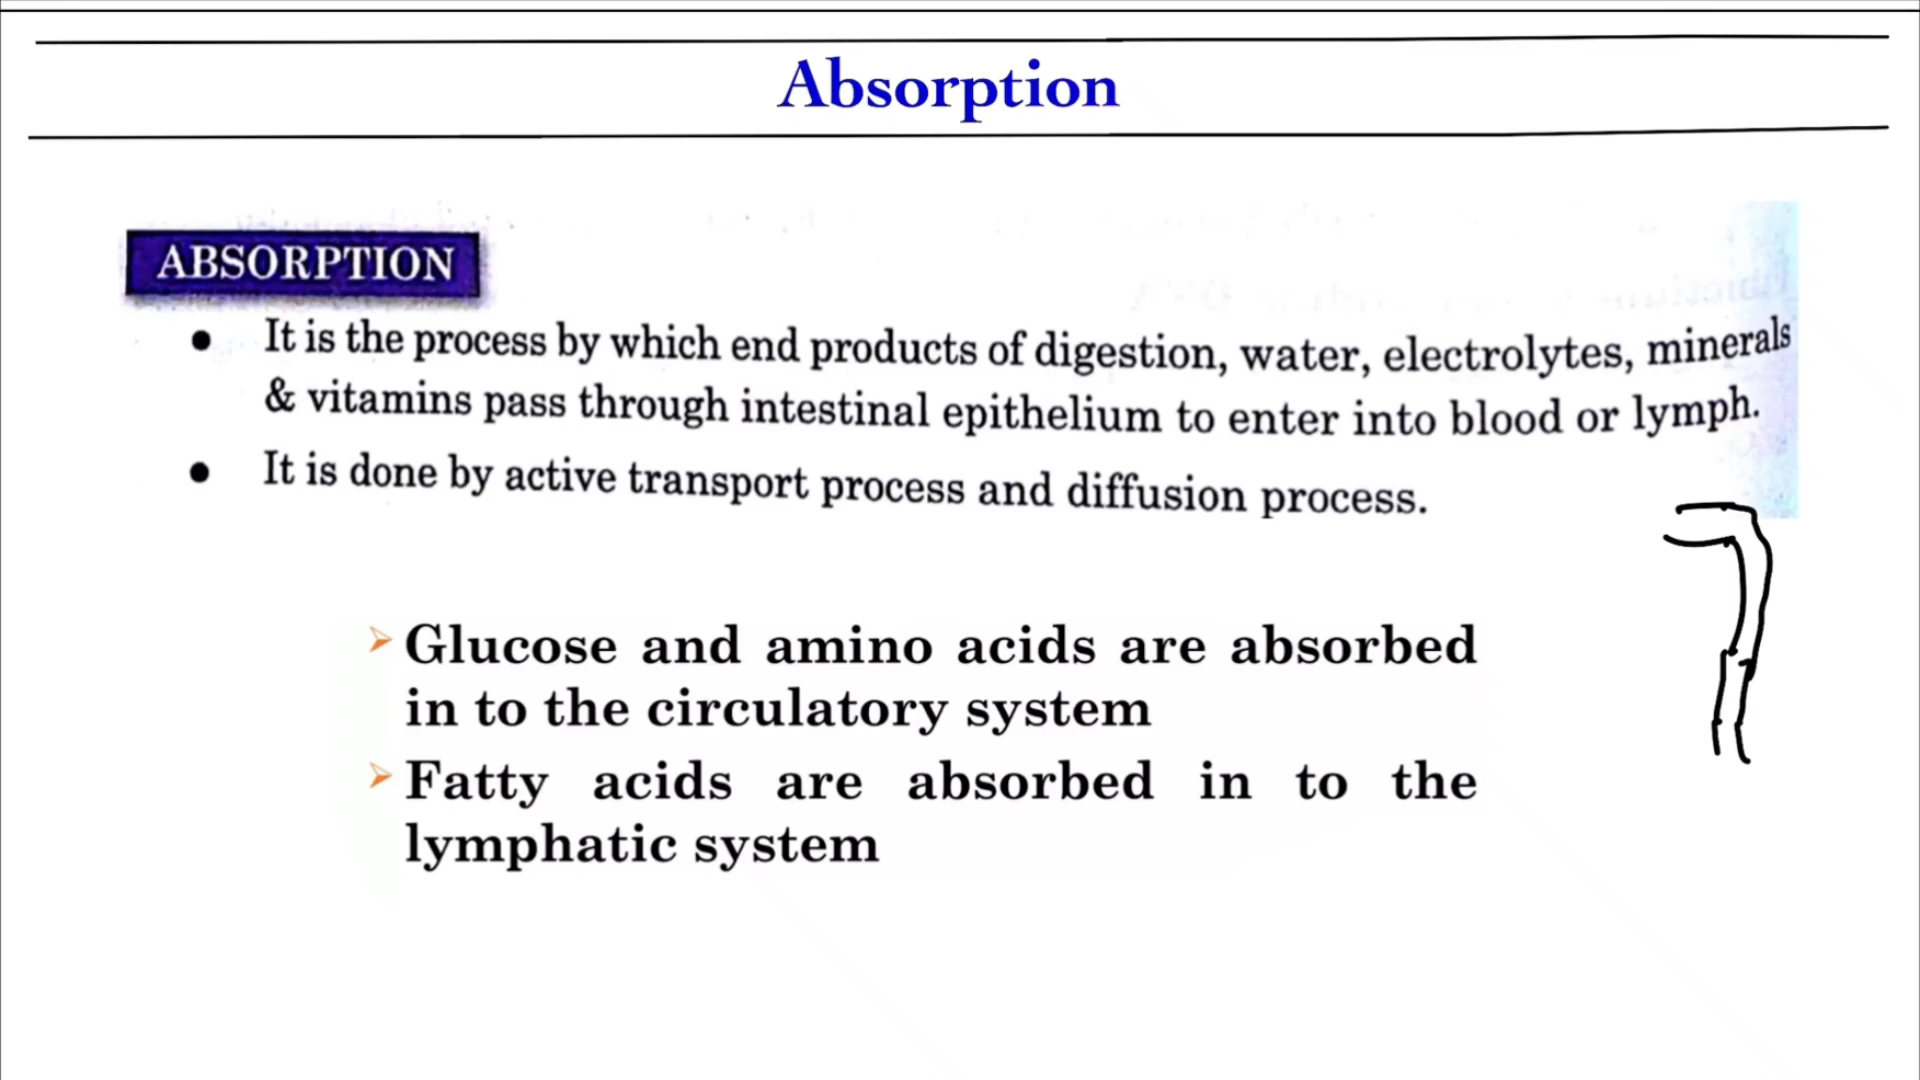 Absorption
ABSORPTION
● It is the process by which end products of digestion, water, electrolytes, minerals
& vitamins pass through intestinal epithelium to enter into blood or lymph.
● It is done by active transport process and diffusion process.
➢ Glucose and amino acids are absorbed
in to the circulatory system
➢ Fatty acids are absorbed in to the
lymphatic system